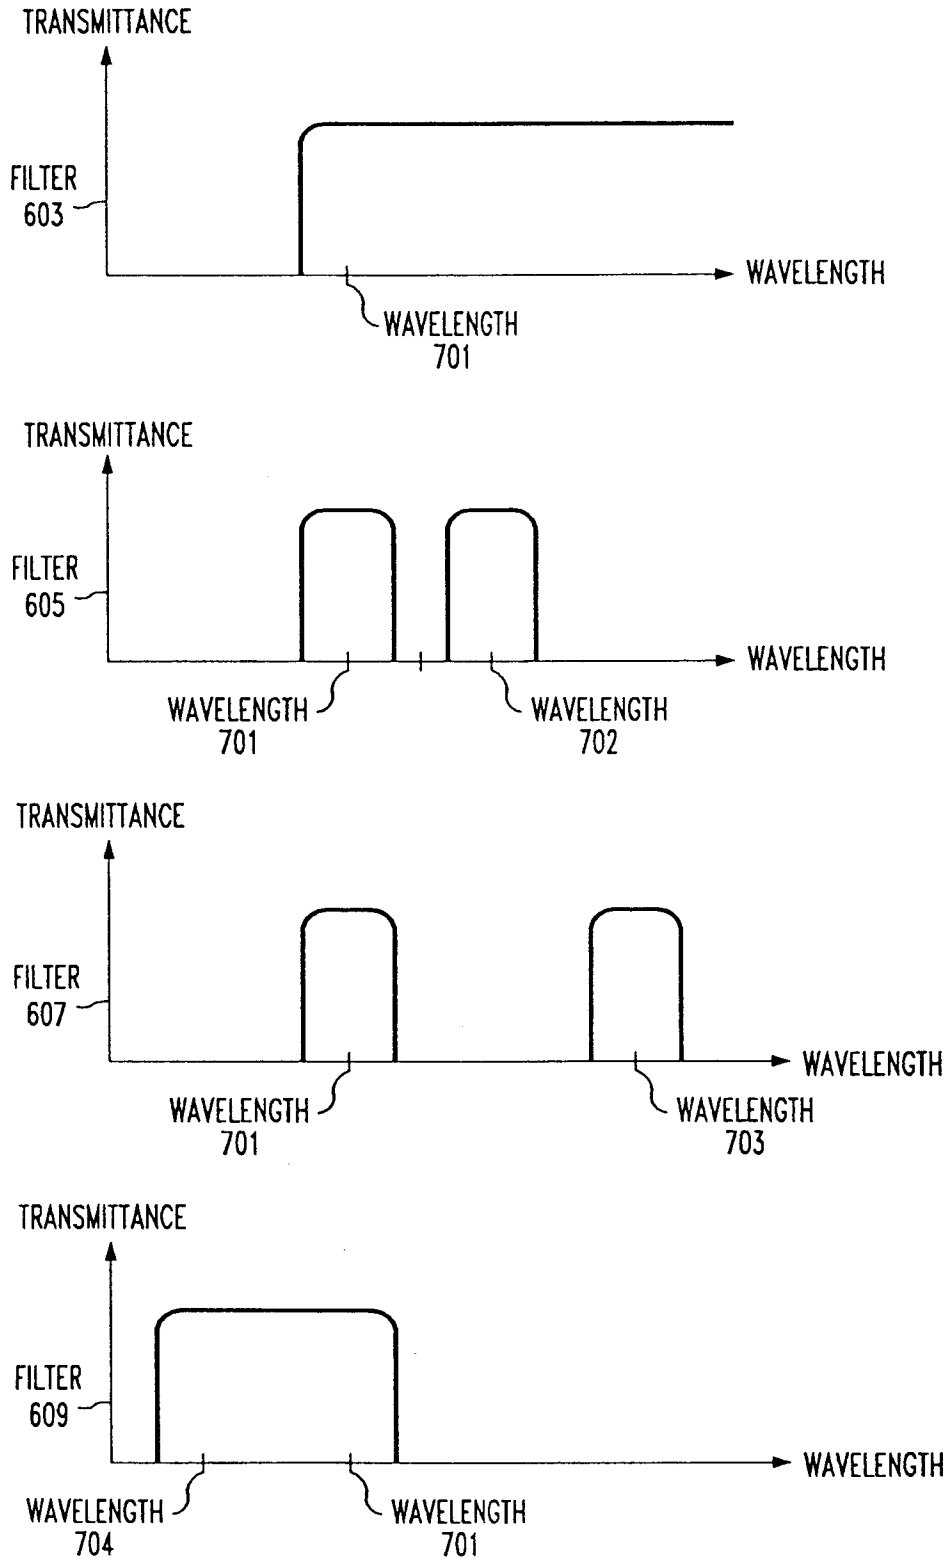 TRANSMITTANCE
FILTER
603
WAVELENGTH
WAVELENGTH
701
TRANSMITTANCE
FILTER
605
WAVELENGTH
WAVELENGTH
701
WAVELENGTH
702
TRANSMITTANCE
FILTER
607
WAVELENGTH
WAVELENGTH
701
WAVELENGTH
703
TRANSMITTANCE
FILTER
609
WAVELENGTH
WAVELENGTH
704
WAVELENGTH
701